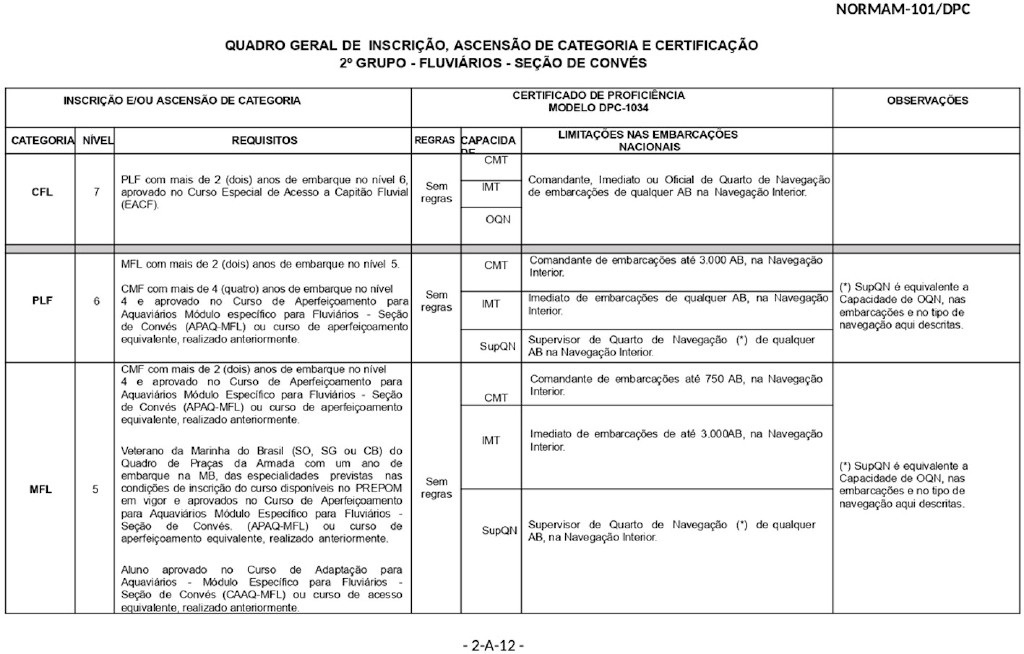 NORMAM-101/DPC
QUADRO GERAL DE INSCRIÇÃO, ASCENSÃO DE CATEGORIA E CERTIFICAÇÃO
2º GRUPO - FLUVIÁRIOS - SEÇÃO DE CONVÉS
INSCRIÇÃO E/OU ASCENSÃO DE CATEGORIA
CERTIFICADO DE PROFICIÊNCIA
MODELO DPC-1034
OBSERVAÇÕES
CATEGORIA
NÍVEL
REQUISITOS
REGRAS
CAPACIDA
DE
LIMITAÇÕES NAS EMBARCAÇÕES
NACIONAIS
CFL
7
PLF com mais de 2 (dois) anos de embarque no nível 6,
aprovado no Curso Especial de Acesso a Capitão Fluvial
(EACF).
Sem
regras
CMT
IMT
OQN
Comandante, Imediato ou Oficial de Quarto de Navegação
de embarcações de qualquer AB na Navegação Interior.
PLF
6
MFL com mais de 2 (dois) anos de embarque no nível 5.
CMF com mais de 4 (quatro) anos de embarque no nível
4 e aprovado no Curso de Aperfeiçoamento para
Aquaviários Módulo específico para Fluviários - Seção
de Convés (APAQ-MFL) ou curso de aperfeiçoamento
equivalente, realizado anteriormente.
Sem
regras
CMT
Comandante de embarcações até 3.000 AB, na Navegação
Interior.
IMT
Imediato de embarcações de qualquer AB, na Navegação
Interior.
SupQN
Supervisor de Quarto de Navegação (*) de qualquer
AB na Navegação Interior.
(*) SupQN é equivalente a
Capacidade de OQN, nas
embarcações e no tipo de
navegação aqui descritas.
MFL
5
CMF com mais de 2 (dois) anos de embarque no nível
4 e aprovado no Curso de Aperfeiçoamento para
Aquaviários Módulo Específico para Fluviários - Seção
de Convés (APAQ-MFL) ou curso de aperfeiçoamento
equivalente, realizado anteriormente.
Veterano da Marinha do Brasil (SO, SG ou CB) do
Quadro de Praças da Armada com um ano de
embarque na MB, das especialidades previstas nas
condições de inscrição do curso disponíveis no PREPOM
em vigor e aprovados no Curso de Aperfeiçoamento
para Aquaviários Módulo Específico para Fluviários -
Seção de Convés. (APAQ-MFL) ou curso de
aperfeiçoamento equivalente, realizado anteriormente.
Aluno aprovado no Curso de Adaptação para
Aquaviários - Módulo Específico para Fluviários -
Seção de Convés (CAAQ-MFL) ou curso de acesso
equivalente, realizado anteriormente.
Sem
regras
CMT
Comandante de embarcações até 750 AB, na Navegação
Interior.
IMT
Imediato de embarcações de até 3.000AB, na Navegação
Interior.
SupQN
Supervisor de Quarto de Navegação (*) de qualquer
AB, na Navegação Interior.
(*) SupQN é equivalente a
Capacidade de OQN, nas
embarcações e no tipo de
navegação aqui descritas.
- 2-A-12 -